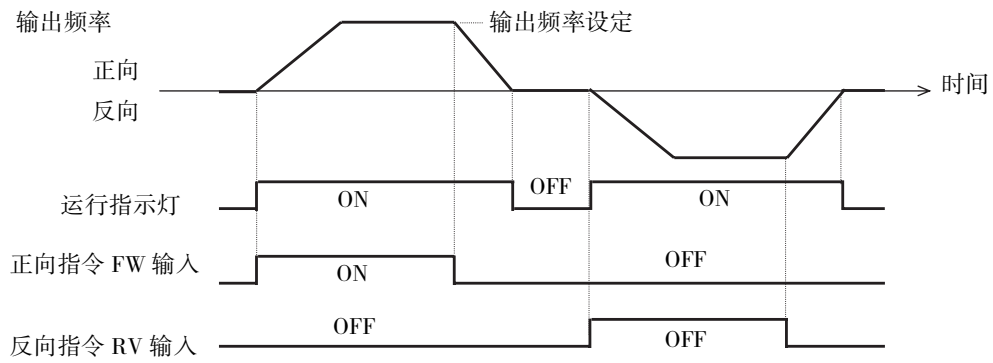 输出频率
输出频率设定
正向
反向
时间
运行指示灯
ON
OFF
ON
正向指令 FW 输入
ON
OFF
反向指令 RV 输入
OFF
OFF